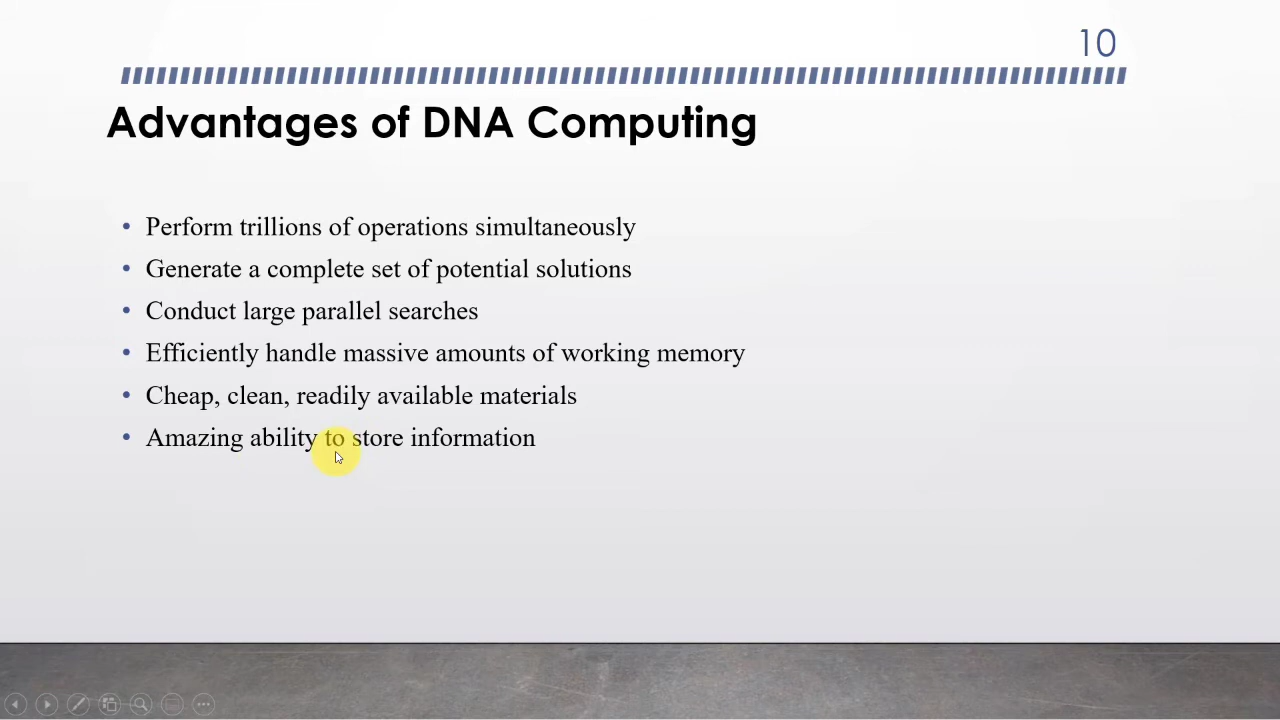 10
Advantages of DNA Computing
• Perform trillions of operations simultaneously
• Generate a complete set of potential solutions
• Conduct large parallel searches
• Efficiently handle massive amounts of working memory
• Cheap, clean, readily available materials
• Amazing ability to store information